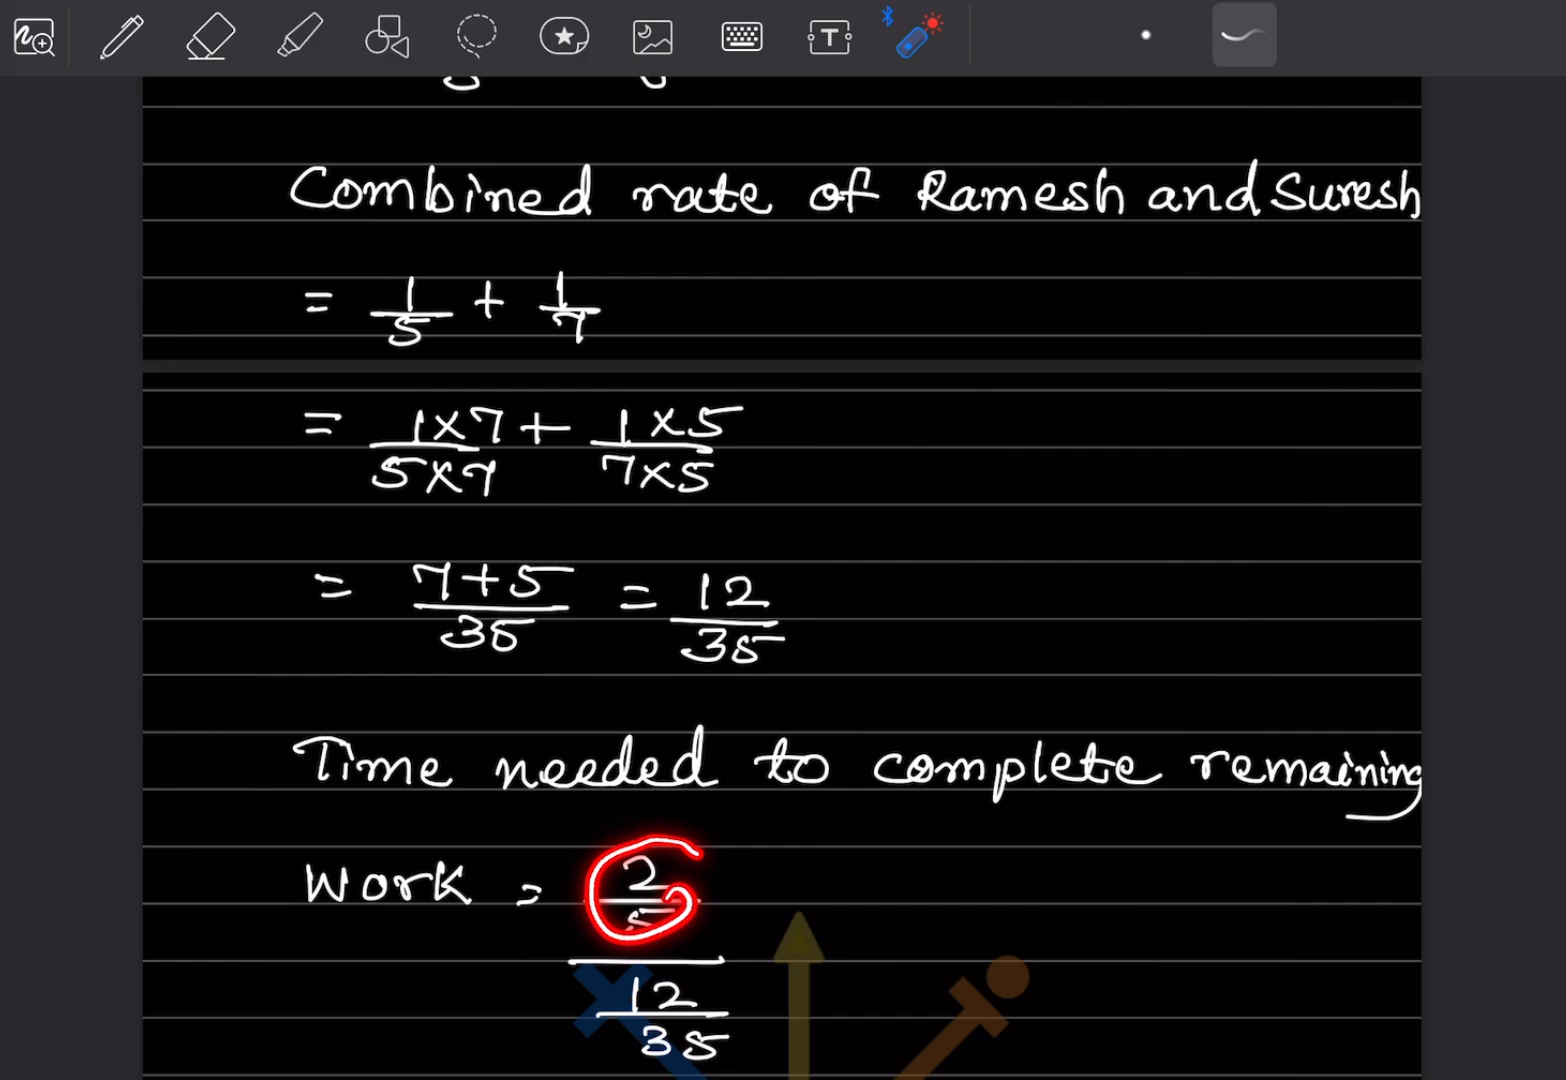 Combined rate of Ramesh and Suresh
= 1/5 + 1/7
= 1×7/5×7 + 1×5/7×5
= 7+5/35 = 12/35
Time needed to complete remaining
Work = 2/5
12/35